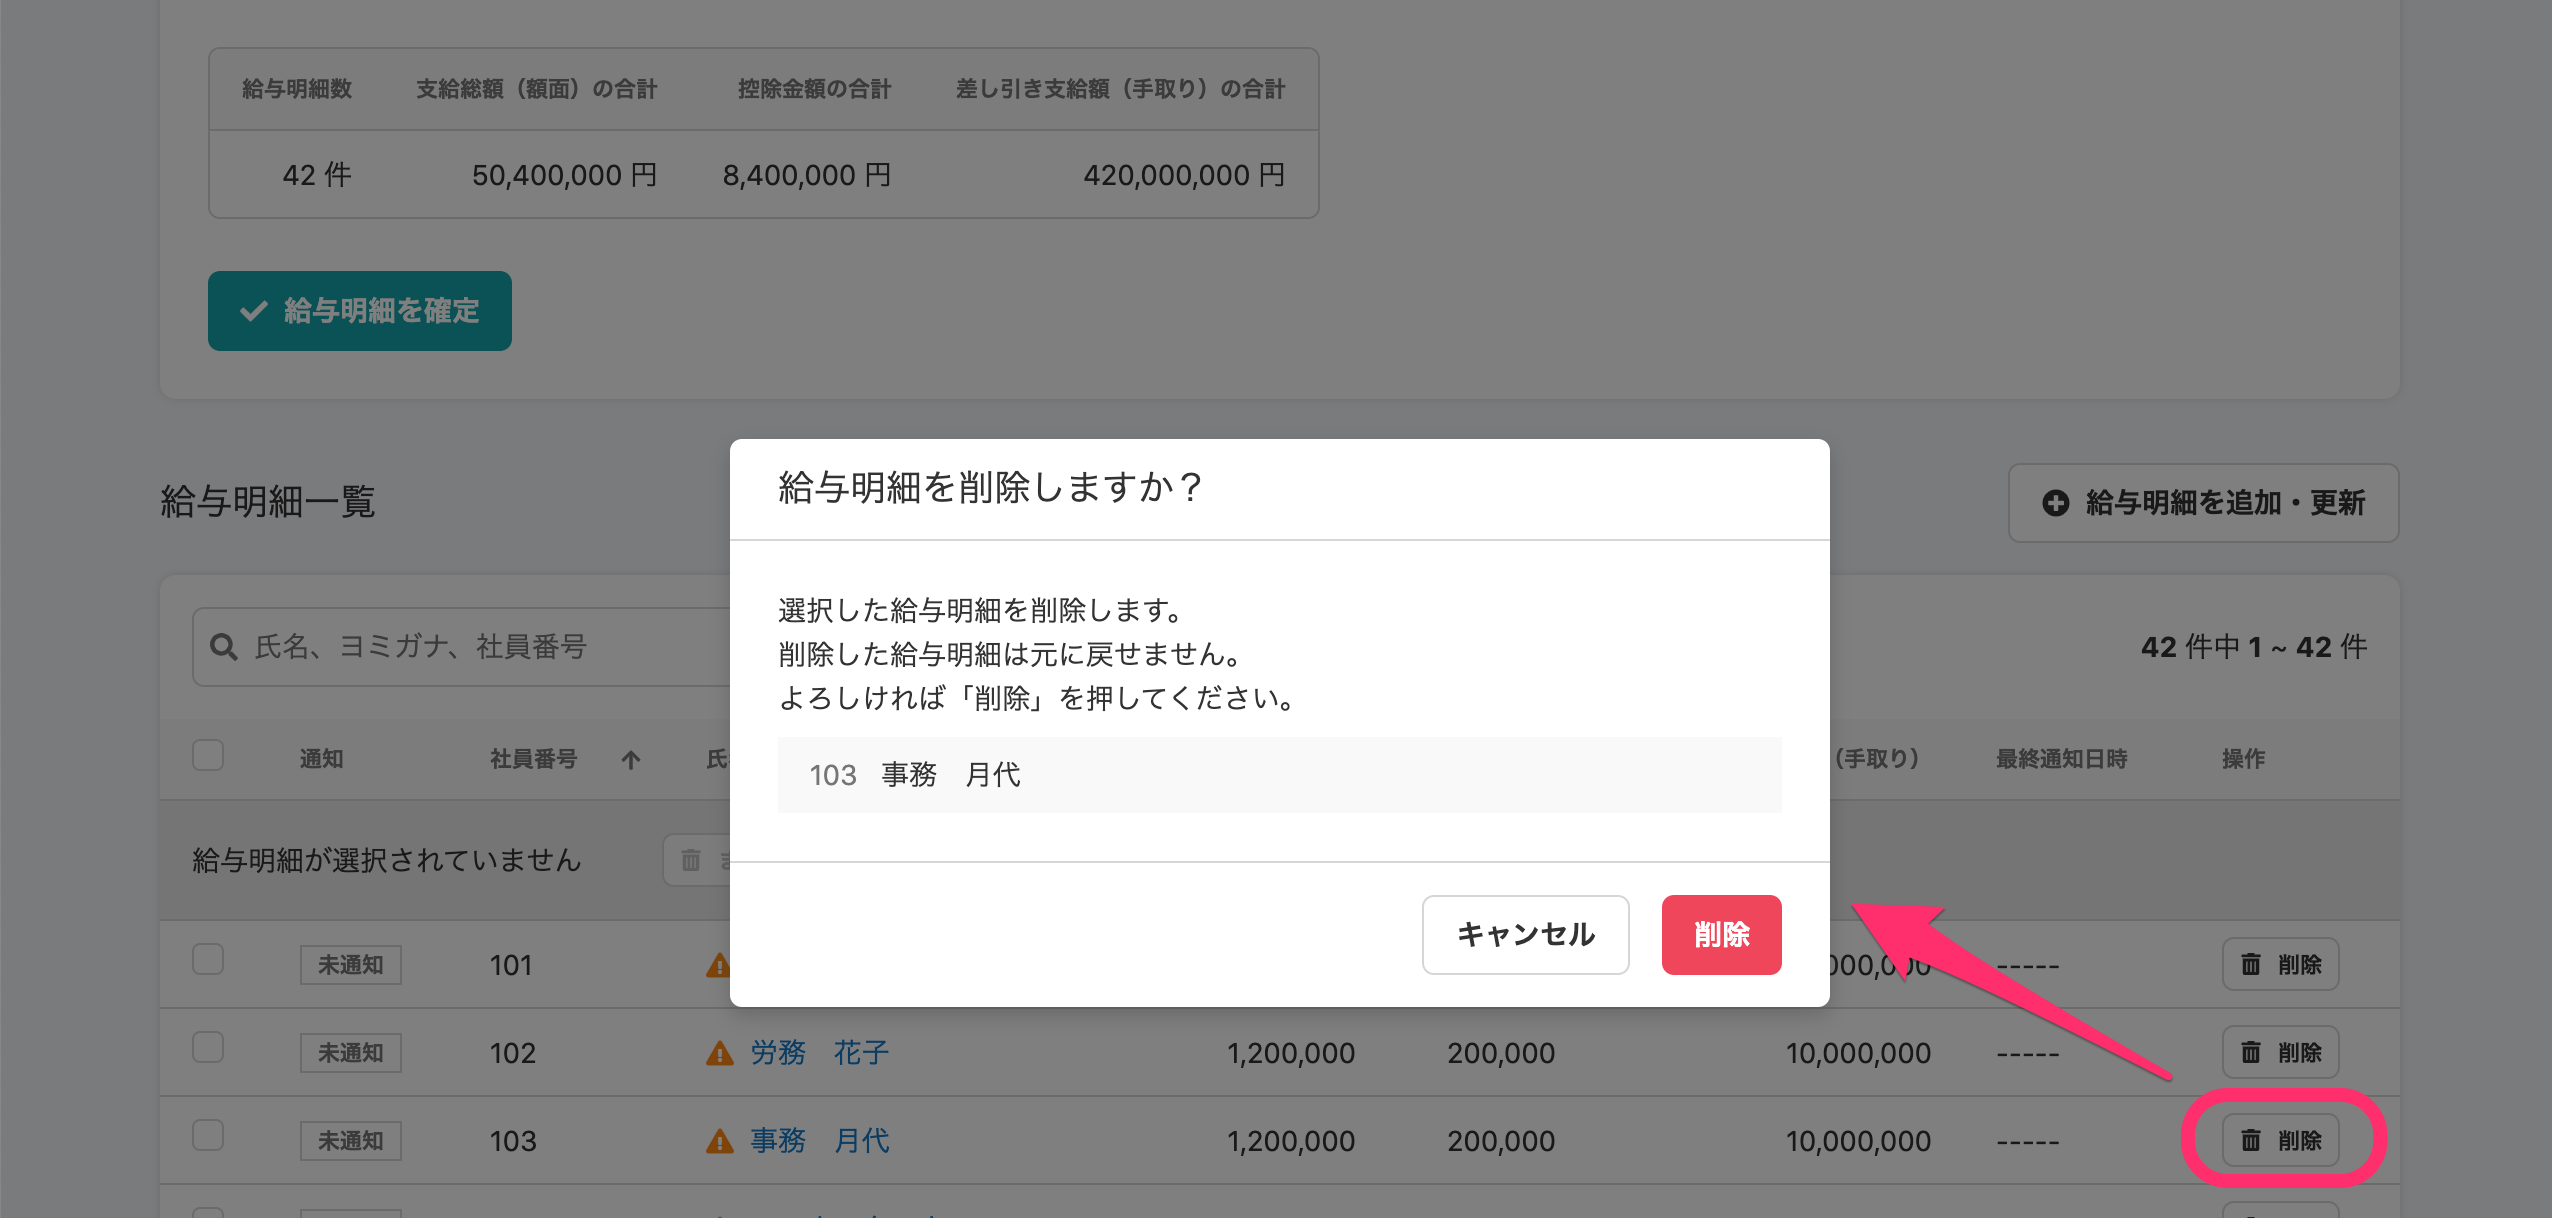 給与明細数 支給総額（額面）の合計 控除金額の合計 差し引き支給額（手取り）の合計
42 件 50,400,000 円 8,400,000 円 420,000,000 円
給与明細を確定
給与明細一覧
給与明細を追加・更新
氏名、ヨミガナ、社員番号
42 件中 1 ~ 42 件
通知 社員番号 氏 （手取り） 最終通知日時 操作
給与明細が選択されていません
未通知 101 000,000 ----- 削除
未通知 102 労務 花子 1,200,000 200,000 10,000,000 ----- 削除
未通知 103 事務 月代 1,200,000 200,000 10,000,000 ----- 削除
給与明細を削除しますか？
選択した給与明細を削除します。
削除した給与明細は元に戻せません。
よろしければ「削除」を押してください。
103 事務 月代
キャンセル 削除